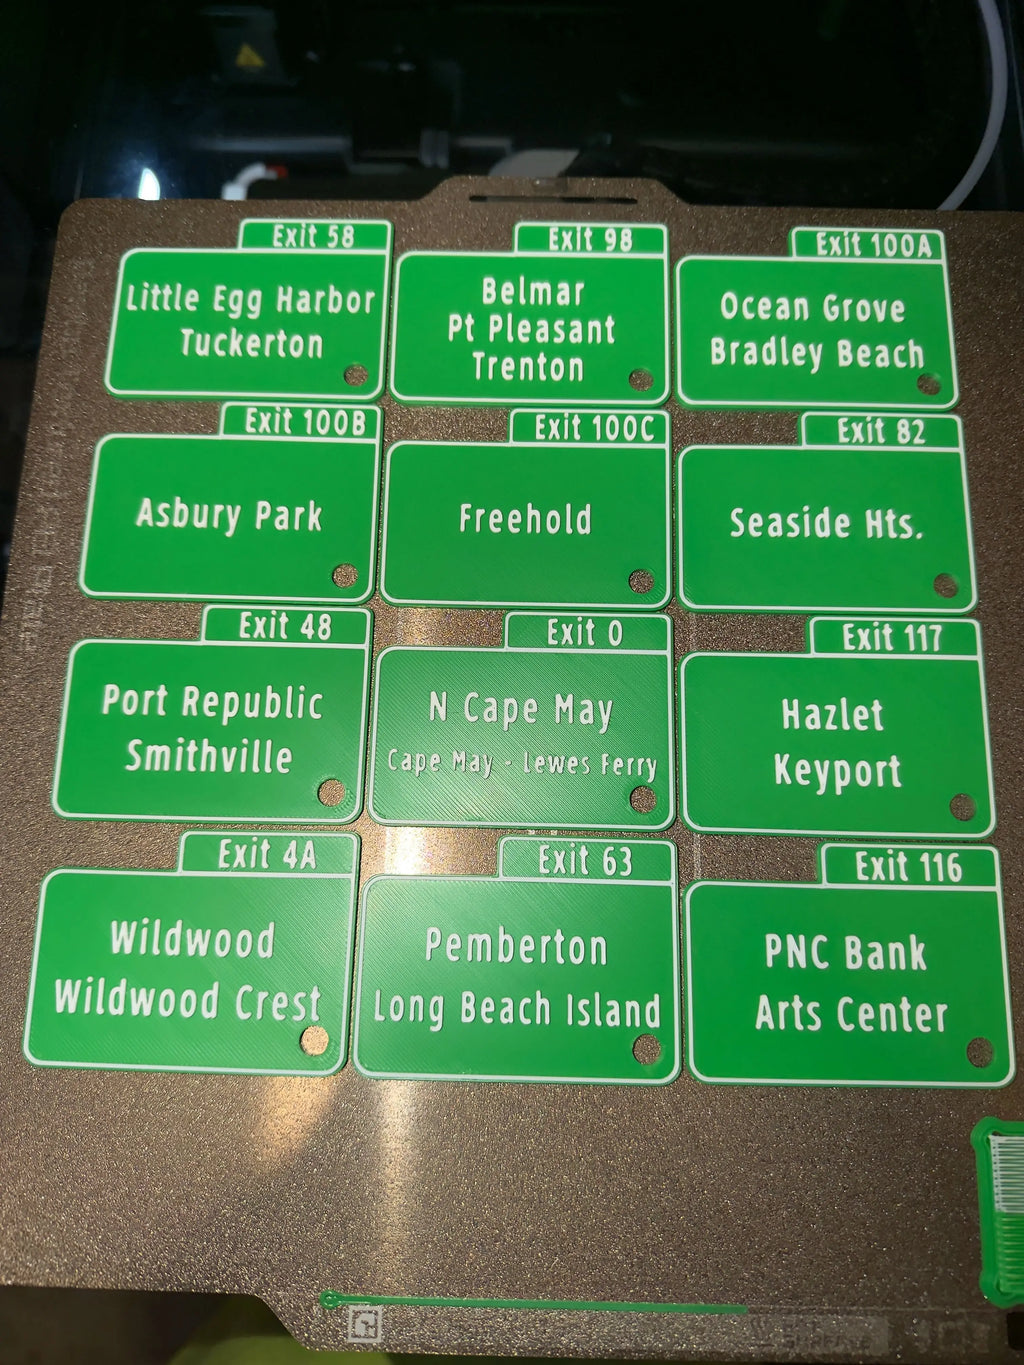 Exit 58
Little Egg Harbor
Tuckerton
Exit 98
Belmar
Pt Pleasant
Trenton
Exit 100A
Ocean Grove
Bradley Beach
Exit 100B
Asbury Park
Exit 100C
Freehold
Exit 82
Seaside Hts.
Exit 48
Port Republic
Smithville
Exit 0
N Cape May
Cape May - Lewes Ferry
Exit 117
Hazlet
Keyport
Exit 4A
Wildwood
Wildwood Crest
Exit 63
Pemberton
Long Beach Island
Exit 116
PNC Bank
Arts Center